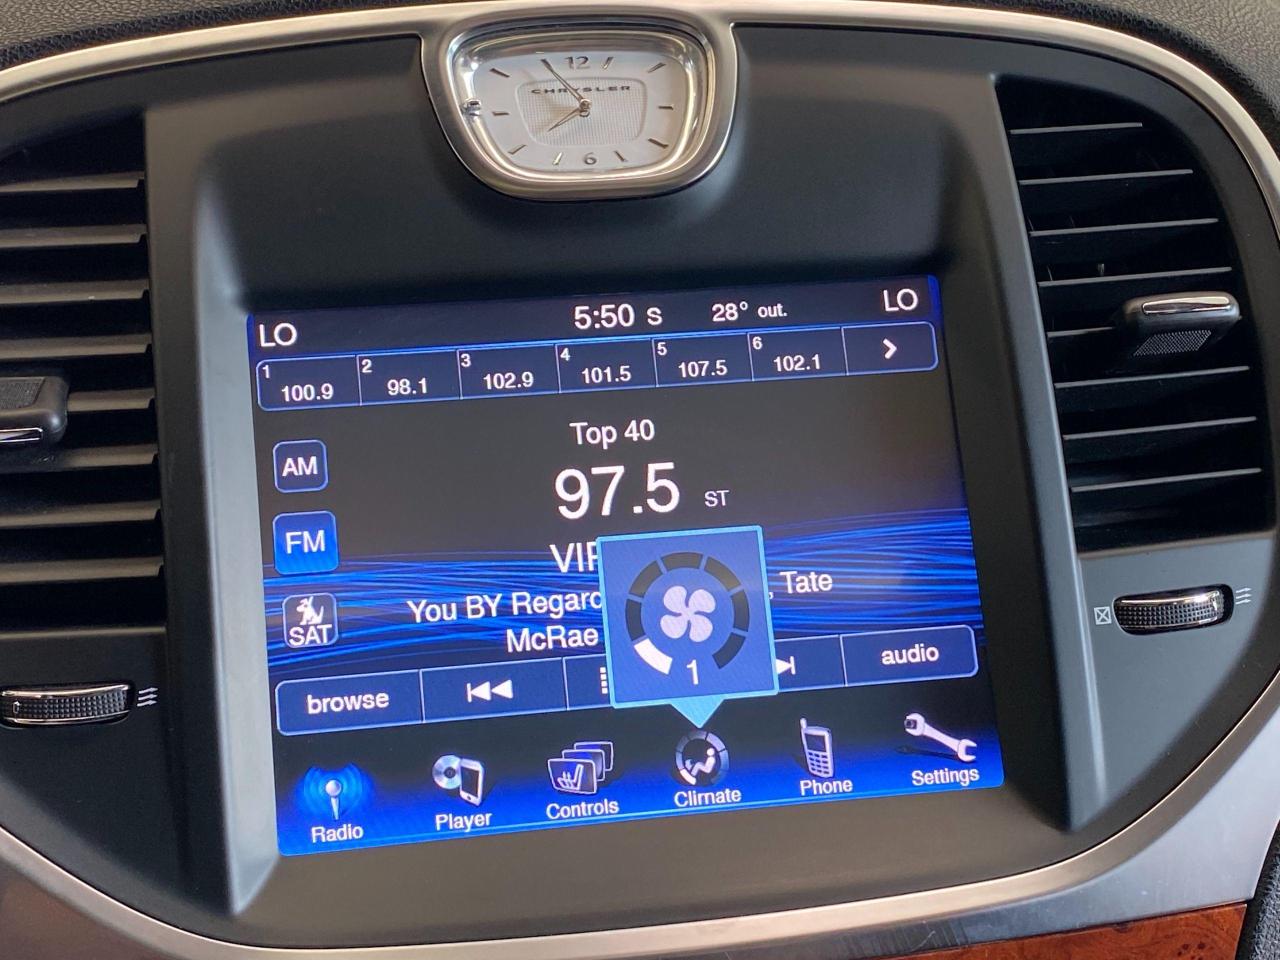 12
CHRYSLER
6
LO 5:50 S 28° out. LO
1 100.9 2 98.1 3 102.9 4 101.5 5 107.5 6 102.1 >
Top 40
AM
97.5 ST
FM
You BY Tate
SAT
McRae
1
browse audio
Radio Player Controls Climate Phone Settings